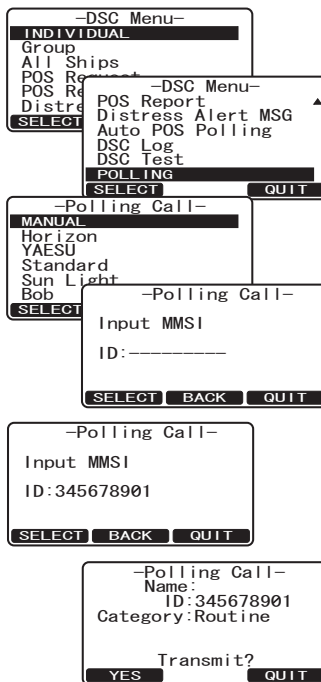 –DSC Menu–
INDIVIDUAL
Group
All Ships
POS
POS
SELECT
–DSC Menu–
POS Report
Distress Alert MSG
Auto POS Polling
DSC Log
DSC Test
POLLING
SELECT QUIT
–Polling Call–
MANUAL
Horizon
YAESU
Standard
Sun Light
Bob
SELECT
–Polling Call–
Input MMSI
ID:---------
SELECT BACK QUIT
–Polling Call–
Input MMSI
ID:345678901
SELECT BACK QUIT
–Polling Call–
Name:
ID:345678901
Category:Routine
Transmit?
YES QUIT